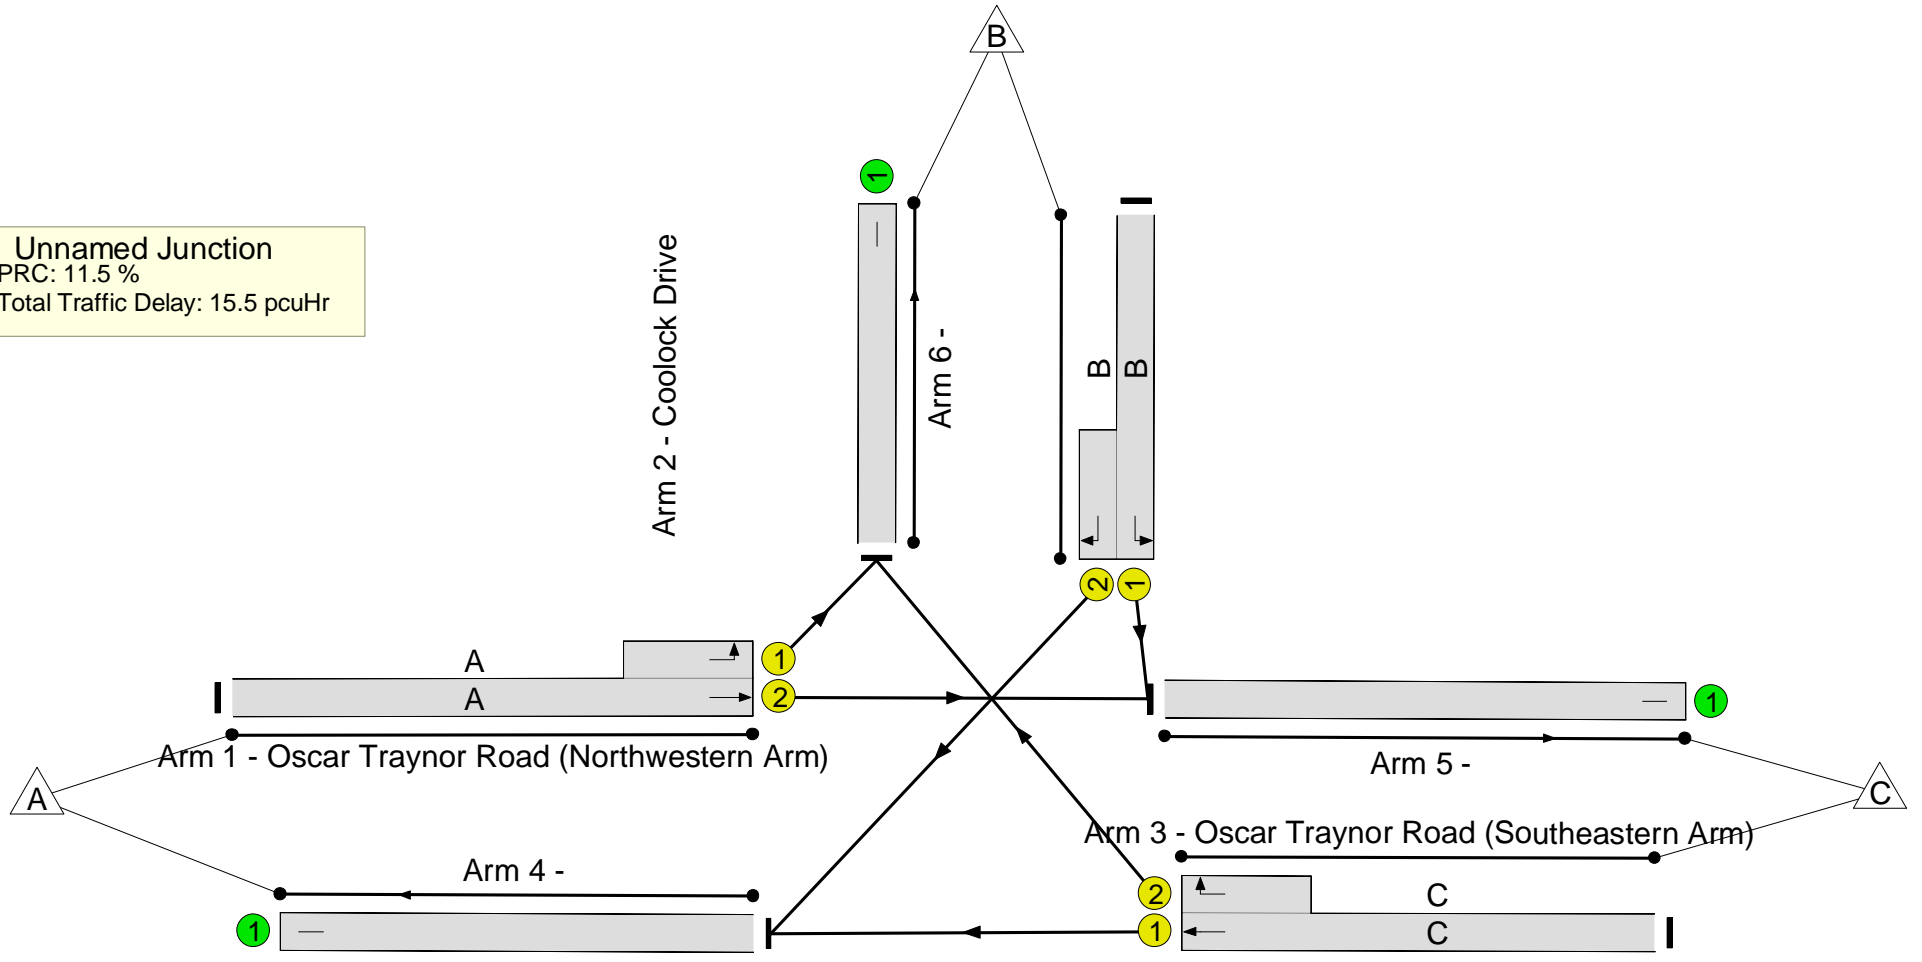 B
1
Unnamed Junction
PRC: 11.5 %
Total Traffic Delay: 15.5 pcuHr
Arm 2 - Coolock Drive
Arm 6 -
B
B
2
1
A
1
A
2
1
Arm 1 - Oscar Traynor Road (Northwestern Arm)
Arm 5 -
A
C
Arm 3 - Oscar Traynor Road (Southeastern Arm)
Arm 4 -
2
C
1
1
C